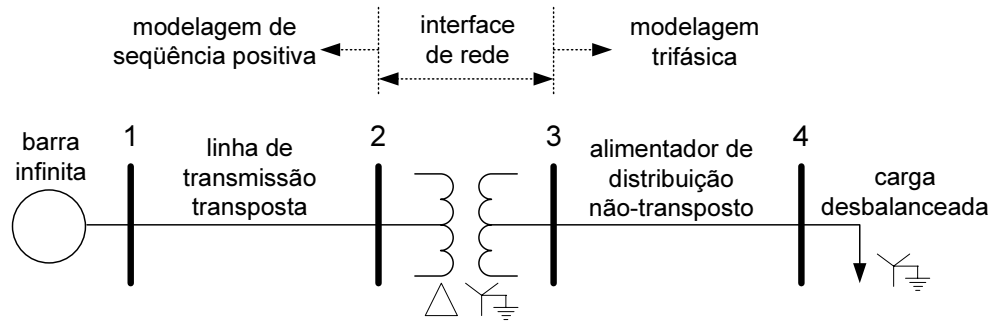 modelagem de
seqüência positiva
interface
de rede
modelagem
trifásica
barra
infinita
1
linha de
transmissão
transposta
2
3
alimentador de
distribuição
não-transposto
4
carga
desbalanceada